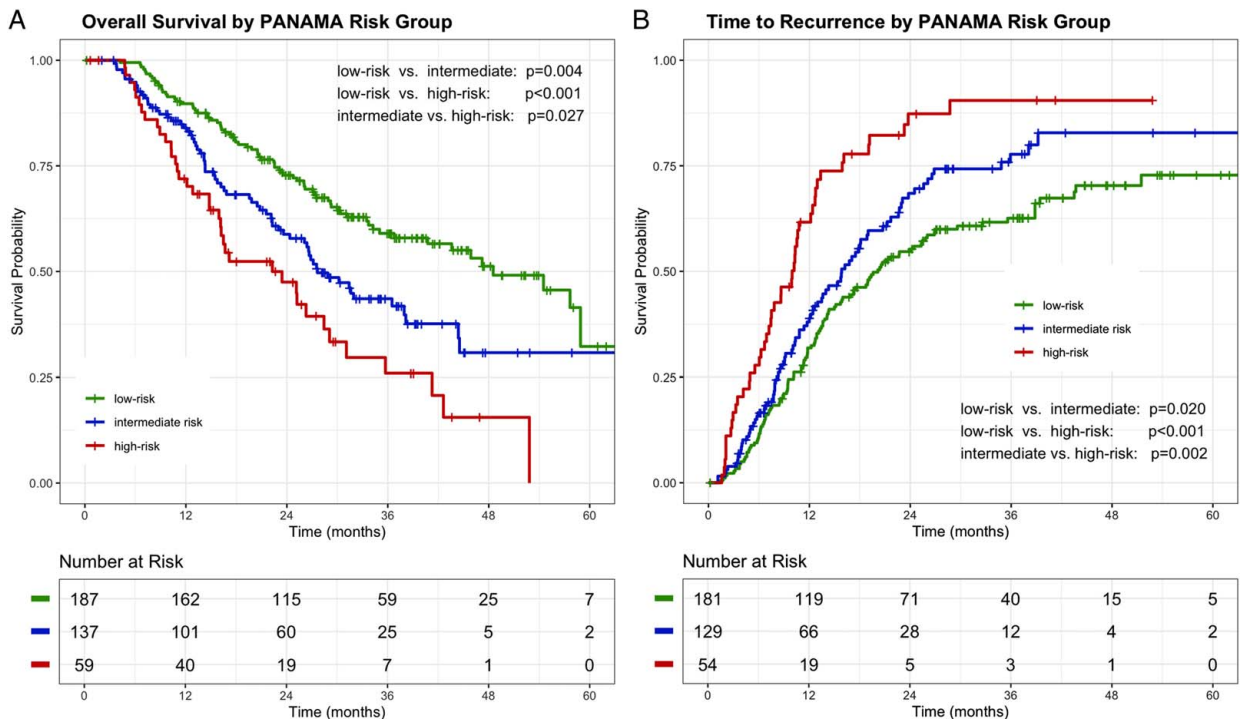 A
Overall Survival by PANAMA Risk Group
1.00
0.75
0.50
0.25
0.00
Survival Probability
low-risk vs. intermediate: p=0.004
low-risk vs. high-risk: p<0.001
intermediate vs. high-risk: p=0.027
low-risk
intermediate risk
high-risk
0 12 24 36 48 60
Time (months)
Number at Risk
187 162 115 59 25 7
137 101 60 25 5 2
59 40 19 7 1 0
0 12 24 36 48 60
Time (months)
B
Time to Recurrence by PANAMA Risk Group
1.00
0.75
0.50
0.25
0.00
Survival Probability
low-risk
intermediate risk
high-risk
low-risk vs. intermediate: p=0.020
low-risk vs. high-risk: p<0.001
intermediate vs. high-risk: p=0.002
0 12 24 36 48 60
Time (months)
Number at Risk
181 119 71 40 15 5
129 66 28 12 4 2
54 19 5 3 1 0
0 12 24 36 48 60
Time (months)